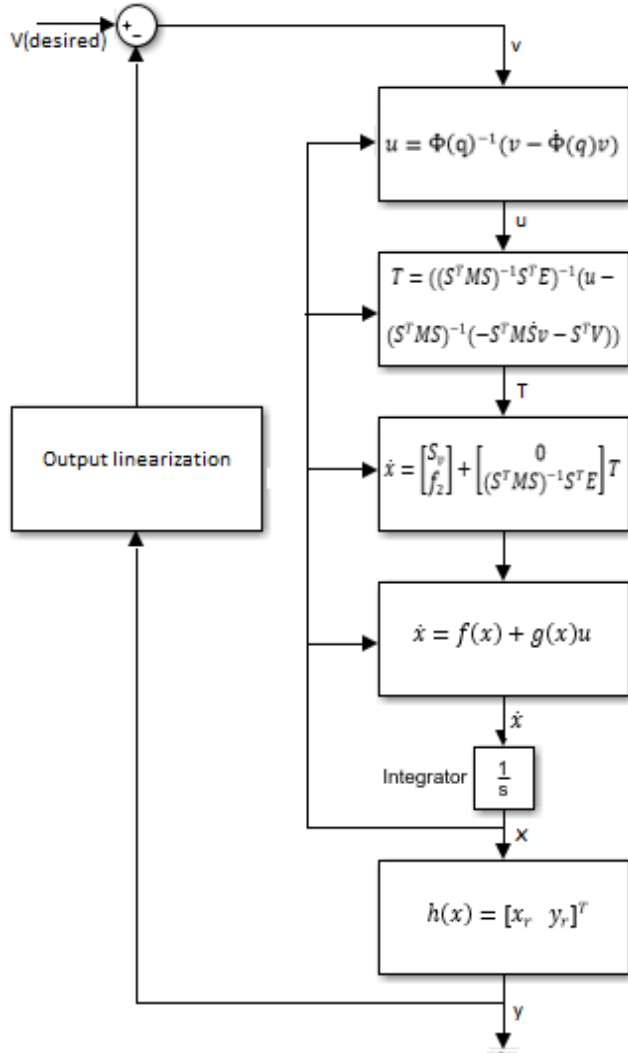 +
-
V(desired)
v
u = Φ(q)⁻¹(v − Φ̇(q)v)
u
T = ((SᵀMS)⁻¹SᵀE)⁻¹(u −
(SᵀMS)⁻¹(−SᵀMṠv − SᵀV))
T
Output linearization
ẋ = [S_v f₂] + [0 (SᵀMS)⁻¹SᵀE] T
ẋ = f(x) + g(x)u
ẋ
Integrator
1/s
x
h(x) = [x_r y_r]ᵀ
y